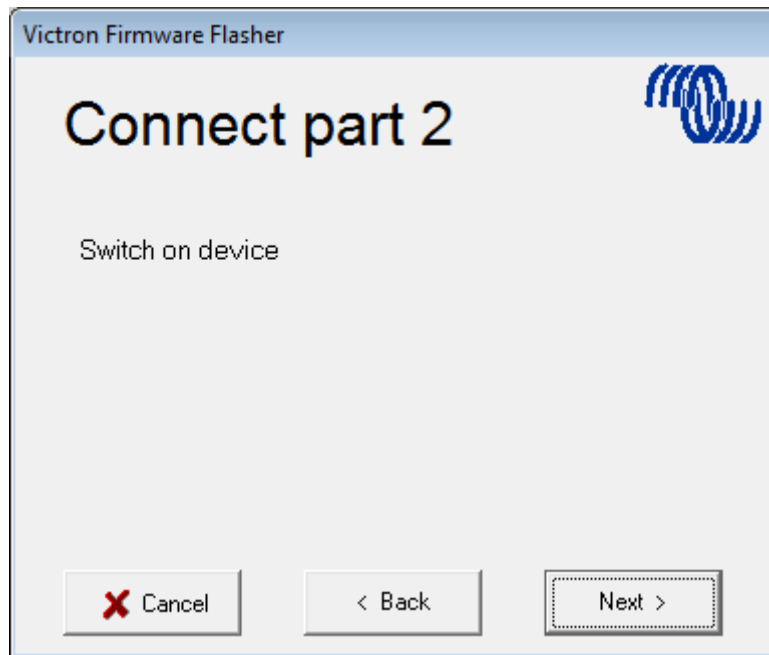 Victron Firmware Flasher
Connect part 2
Switch on device
Cancel
< Back
Next >